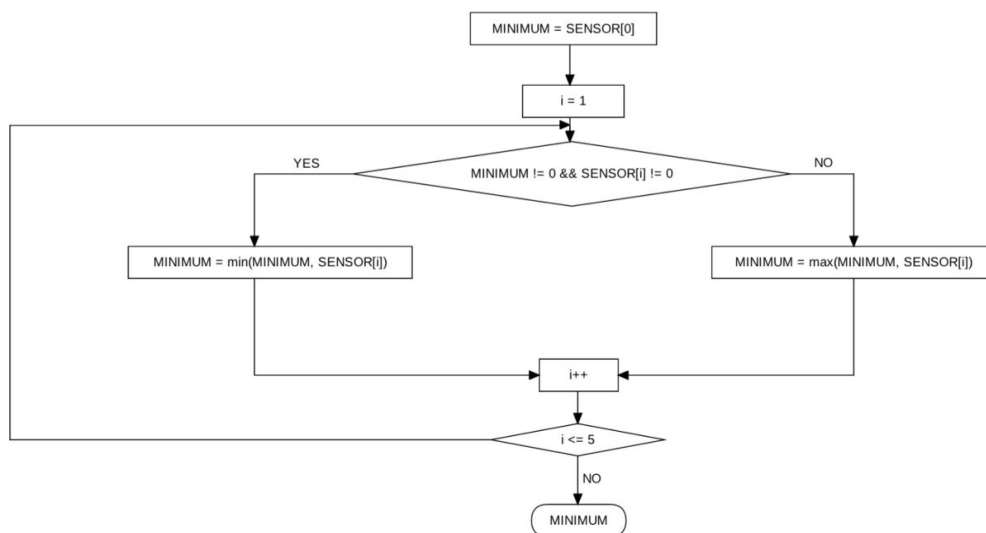 MINIMUM = SENSOR[0]
i = 1
YES
MINIMUM != 0 && SENSOR[i] != 0
NO
MINIMUM = min(MINIMUM, SENSOR[i])
MINIMUM = max(MINIMUM, SENSOR[i])
i++
i <= 5
NO
MINIMUM